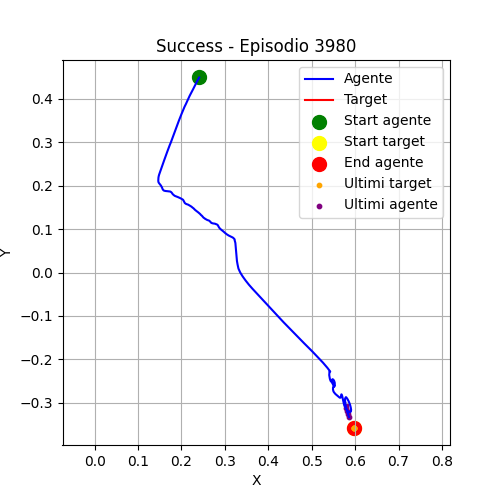 Success - Episodio 3980
Agente
Target
Start agente
Start target
End agente
Ultimi target
Ultimi agente
0.4
0.3
0.2
0.1
0.0
−0.1
−0.2
−0.3
Y
0.0 0.1 0.2 0.3 0.4 0.5 0.6 0.7 0.8
X